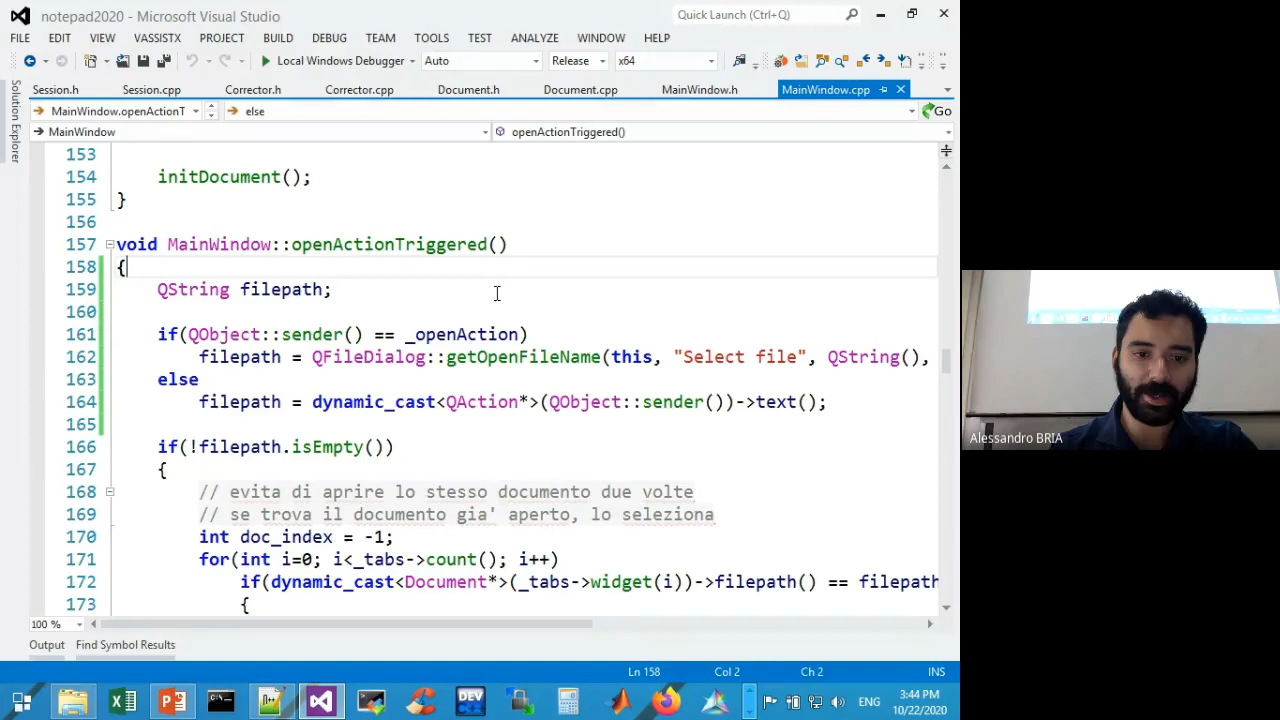 notepad2020 - Microsoft Visual Studio
Quick Launch (Ctrl+Q)
FILE EDIT VIEW VASSISTX PROJECT BUILD DEBUG TEAM TOOLS TEST ANALYZE WINDOW HELP
Local Windows Debugger Auto Release x64
Session.h Session.cpp Corrector.h Corrector.cpp Document.h Document.cpp MainWindow.h MainWindow.cpp
Solution Explorer
MainWindow.openActionT else Go
MainWindow openActionTriggered()
153
154 initDocument();
155 }
156
157 void MainWindow::openActionTriggered()
158 {
159 QString filepath;
160
161 if(QObject::sender() == _openAction)
162 filepath = QFileDialog::getOpenFileName(this, "Select file", QString(),
163 else
164 filepath = dynamic_cast<QAction*>(QObject::sender())->text();
165
166 if(!filepath.isEmpty())
167 {
168 // evita di aprire lo stesso documento due volte
169 // se trova il documento gia' aperto, lo seleziona
170 int doc_index = -1;
171 for(int i=0; i<_tabs->count(); i++)
172 if(dynamic_cast<Document*>(_tabs->widget(i))->filepath() == filepath
173 {
100 %
Output Find Symbol Results
Ln 158 Col 2 Ch 2 INS
DEV
ENG
3:44 PM
10/22/2020
Alessandro BRIA